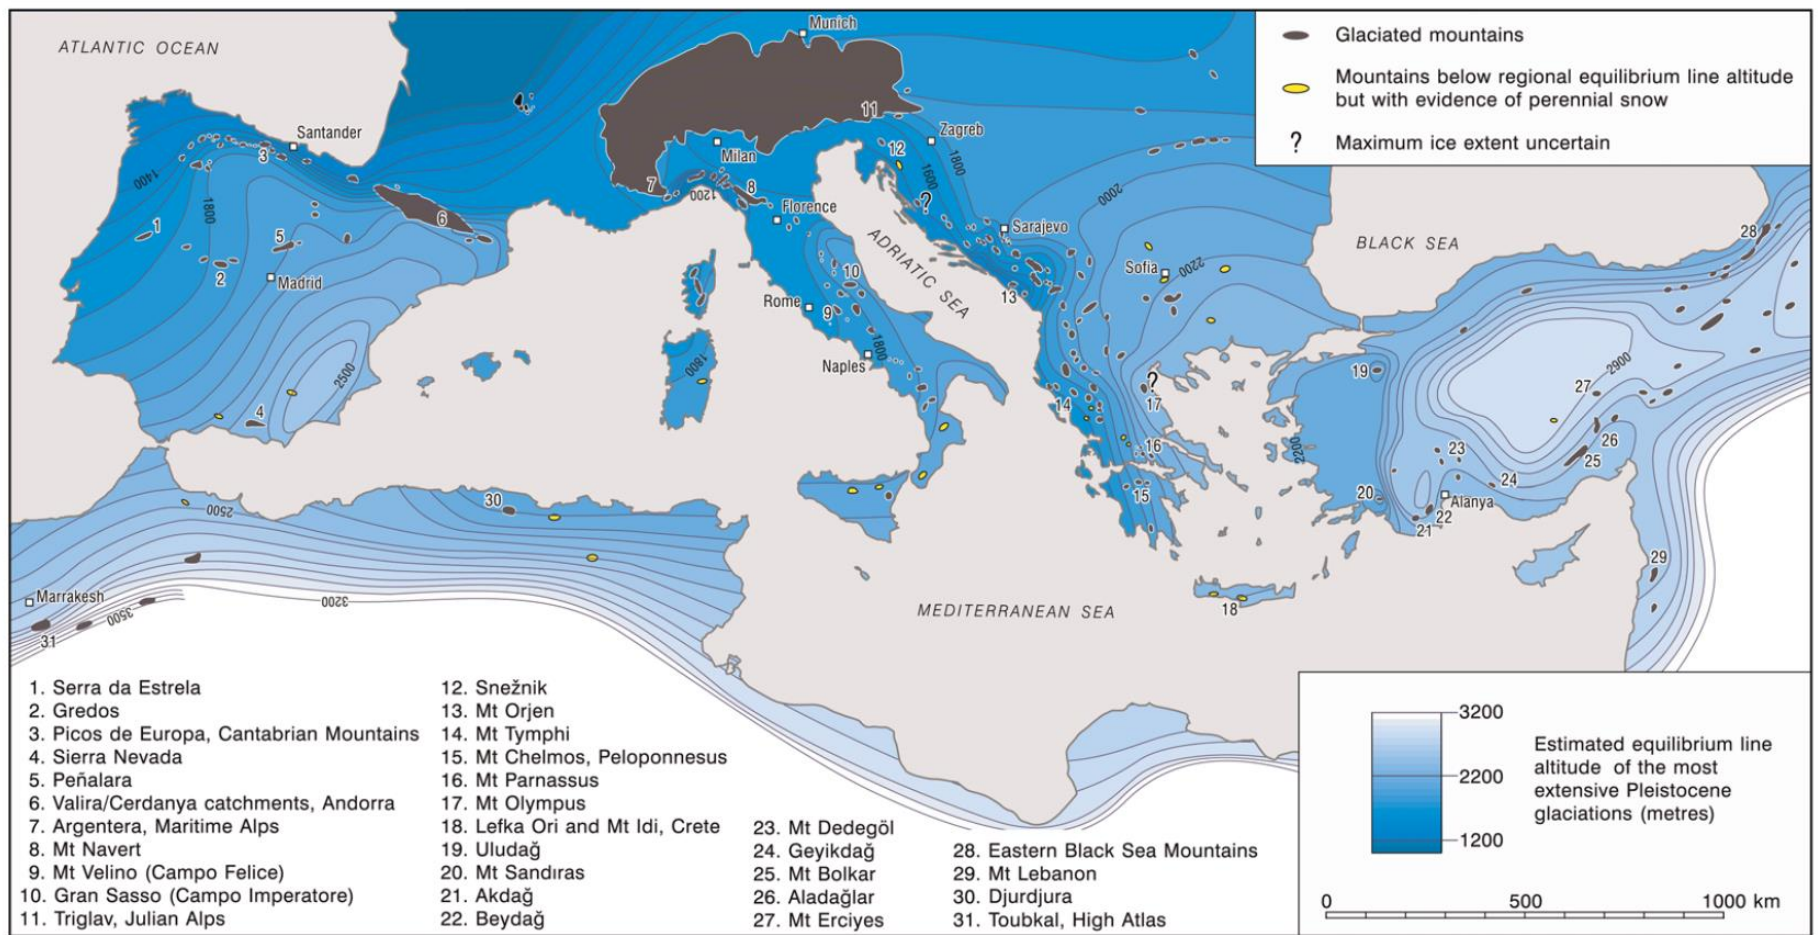 ATLANTIC OCEAN
Munich
Glaciated mountains
Mountains below regional equilibrium line altitude
but with evidence of perennial snow
? Maximum ice extent uncertain
Santander
3
1400
1800
1
2
5
Madrid
6
2500
4
11
Milan
7
1200
8
Florence
12
Zagreb
1800
1600
?
2000
Sarajevo
ADRIATIC SEA
10
Rome
9
13
Sofia
2200
BLACK SEA
28
1800
Naples
1800
14
?
17
16
15
19
2200
20
2900
27
26
25
23
24
Alanya
22
21
29
30
2500
Marrakesh
3500
31
3200
MEDITERRANEAN SEA
18
1. Serra da Estrela
2. Gredos
3. Picos de Europa, Cantabrian Mountains
4. Sierra Nevada
5. Peñalara
6. Valira/Cerdanya catchments, Andorra
7. Argentera, Maritime Alps
8. Mt Navert
9. Mt Velino (Campo Felice)
10. Gran Sasso (Campo Imperatore)
11. Triglav, Julian Alps
12. Snežnik
13. Mt Orjen
14. Mt Tymphi
15. Mt Chelmos, Peloponnesus
16. Mt Parnassus
17. Mt Olympus
18. Lefka Ori and Mt Idi, Crete
19. Uludağ
20. Mt Sandıras
21. Akdağ
22. Beydağ
23. Mt Dedegöl
24. Geyikdağ
25. Mt Bolkar
26. Aladağlar
27. Mt Erciyes
28. Eastern Black Sea Mountains
29. Mt Lebanon
30. Djurdjura
31. Toubkal, High Atlas
3200
2200
1200
Estimated equilibrium line
altitude of the most
extensive Pleistocene
glaciations (metres)
0 500 1000 km